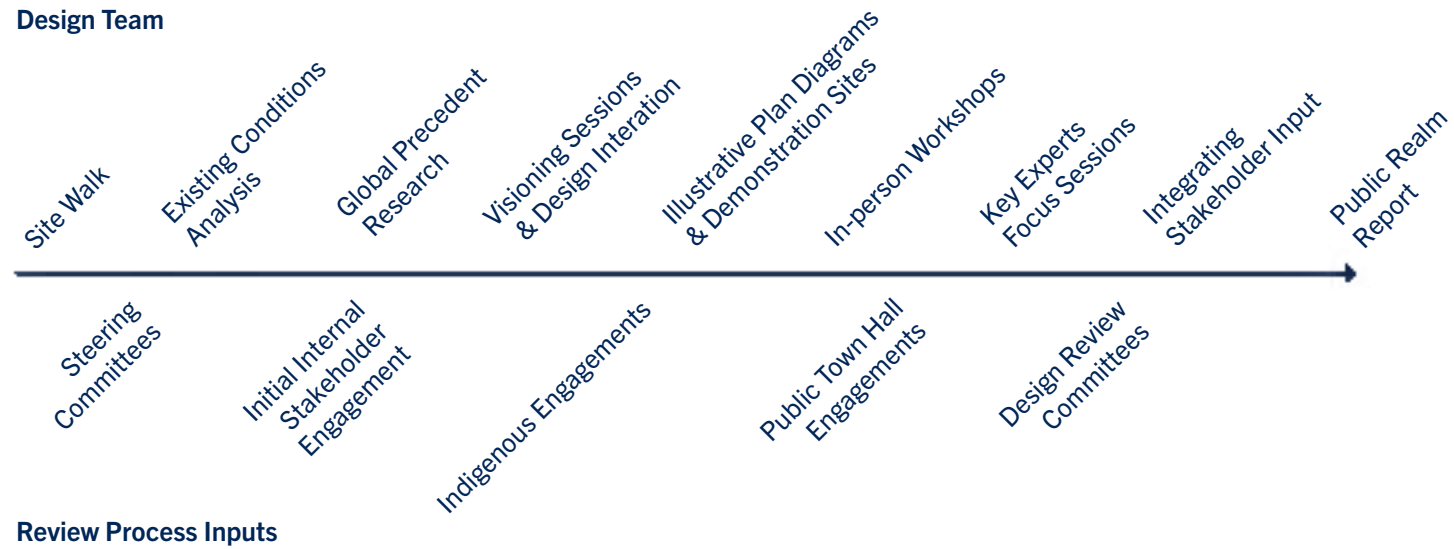 Design Team
Site Walk
Existing Conditions
Analysis
Global Precedent
Research
Visioning Sessions
& Design Interation
Illustrative Plan Diagrams
& Demonstration Sites
In-person Workshops
Key Experts
Focus Sessions
Integrating
Stakeholder Input
Public Realm
Report
Steering
Committees
Initial Internal
Stakeholder
Engagement
Indigenous Engagements
Public Town Hall
Engagements
Design Review
Committees
Review Process Inputs